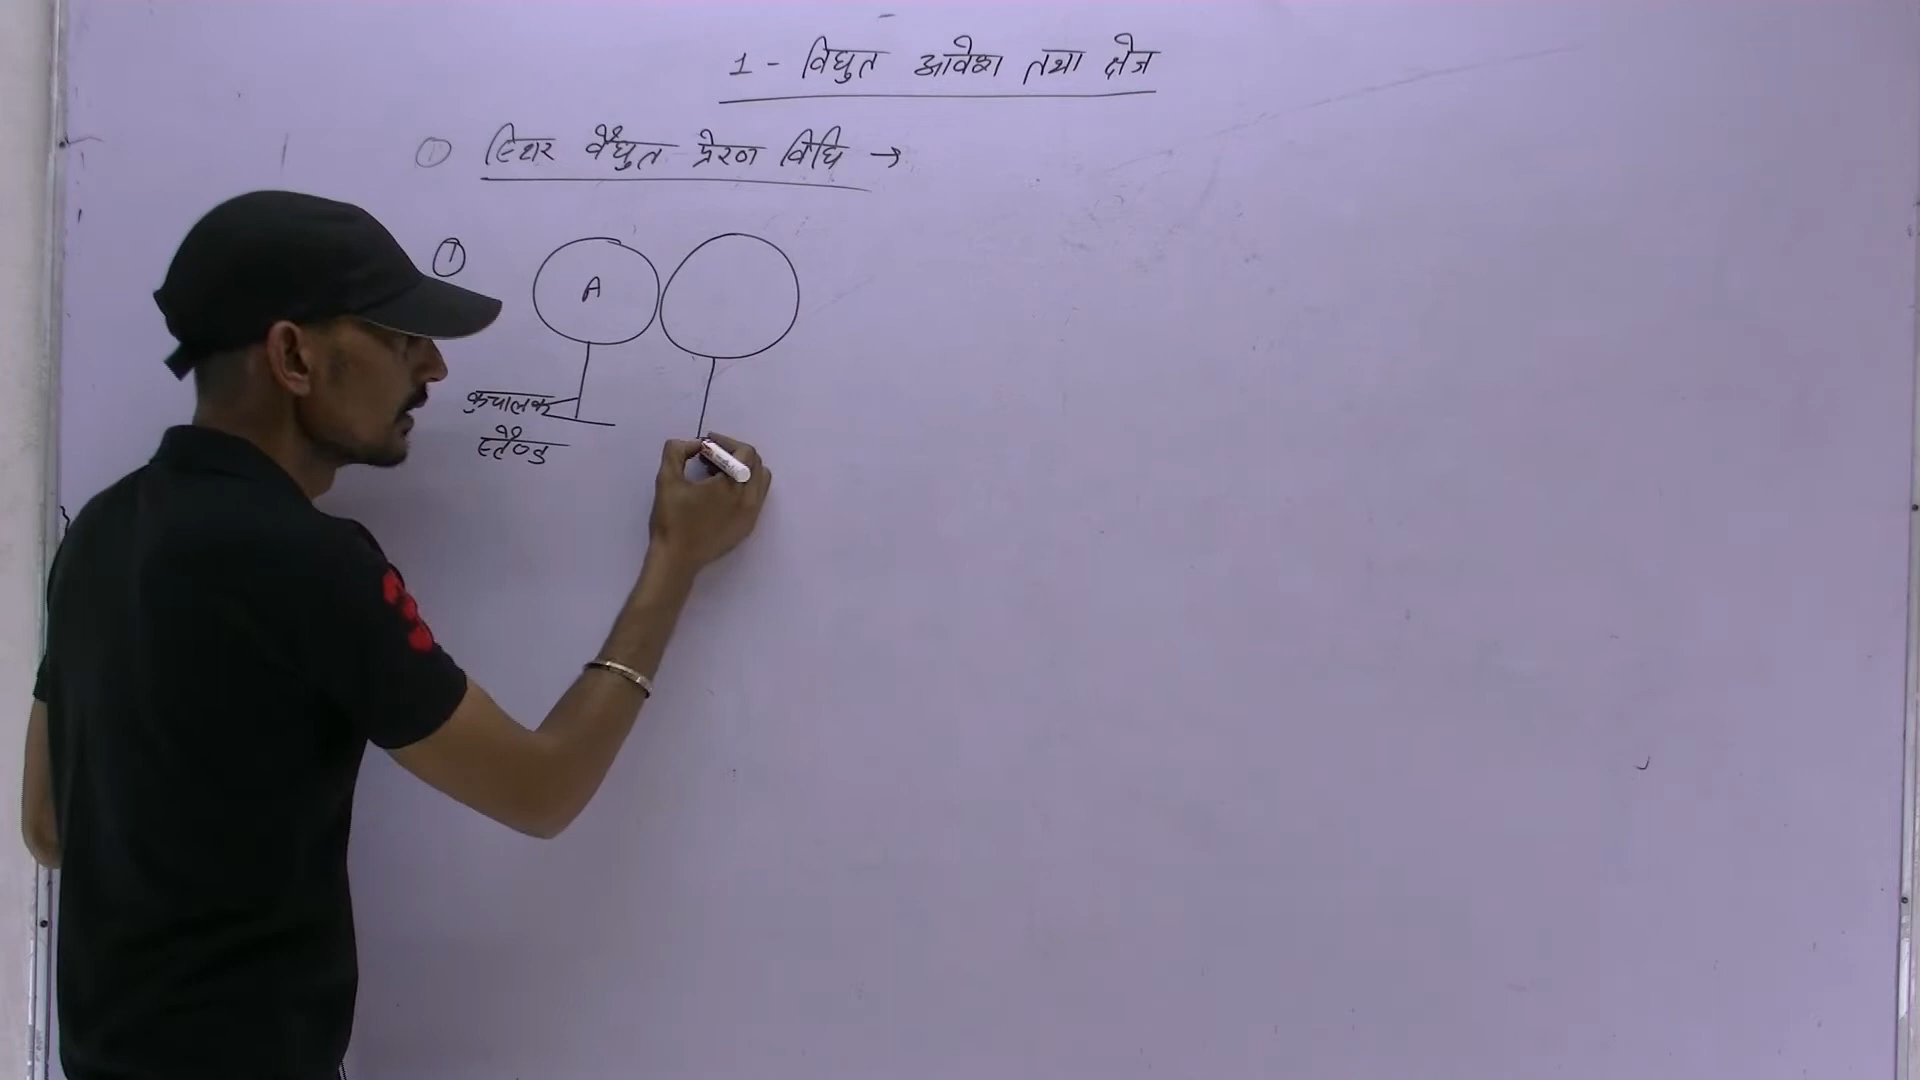 1 - विद्युत आवेश तथा क्षेत्र
① स्थिर वैद्युत प्रेरण विधि →
①
A
कुचालक
स्टैण्ड